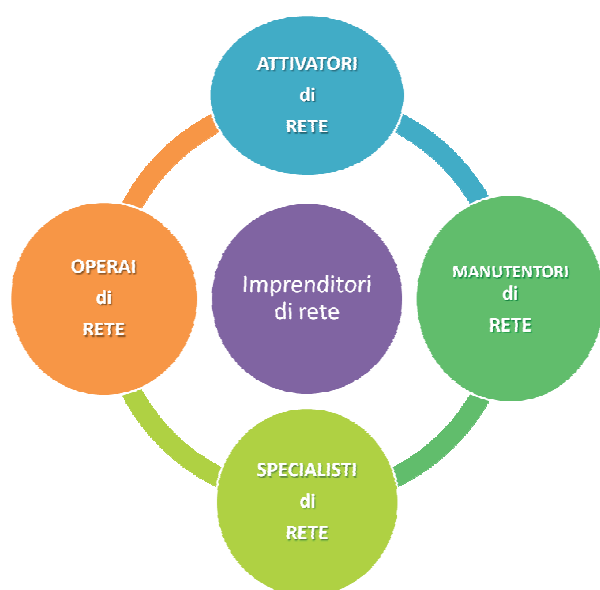 ATTIVATORI
di
RETE
OPERAI
di
RETE
Imprenditori
di rete
MANUTENTORI
di
RETE
SPECIALISTI
di
RETE